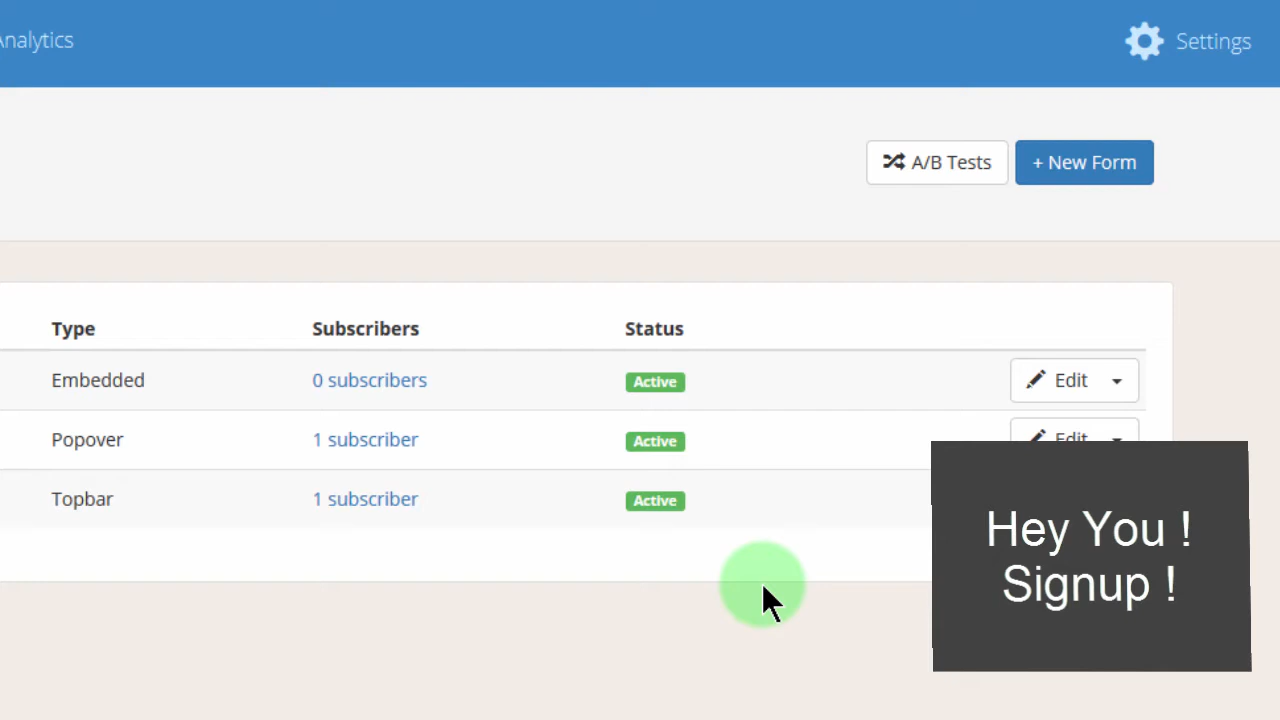 Analytics
Settings
A/B Tests
+ New Form
Type Subscribers Status
Embedded 0 subscribers Active Edit
Popover 1 subscriber Active Edit
Topbar 1 subscriber Active
Hey You !
Signup !